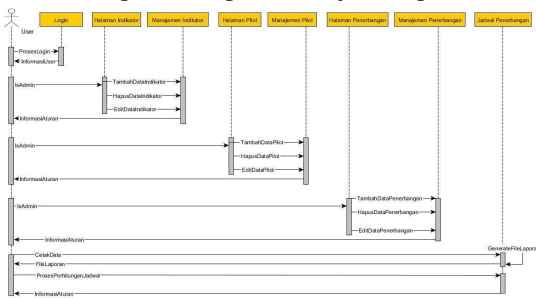 User
Login
Halaman Indikator
Manajemen Indikator
Halaman Pilot
Manajemen Pilot
Halaman Penerbangan
Manajemen Penerbangan
Jadwal Penerbangan
ProsesLogin
InformasiUser
IsAdmin
TambahDataIndikator
HapusDataIndikator
EditDataIndikator
InformasiAturan
IsAdmin
TambahDataPilot
HapusDataPilot
EditDataPilot
InformasiAturan
IsAdmin
TambahDataPenerbangan
HapusDataPenerbangan
EditDataPenerbangan
InformasiAturan
GenerateFileLapora
CetakData
FileLaporan
ProsesPerhitunganJadwal
InformasiAturan